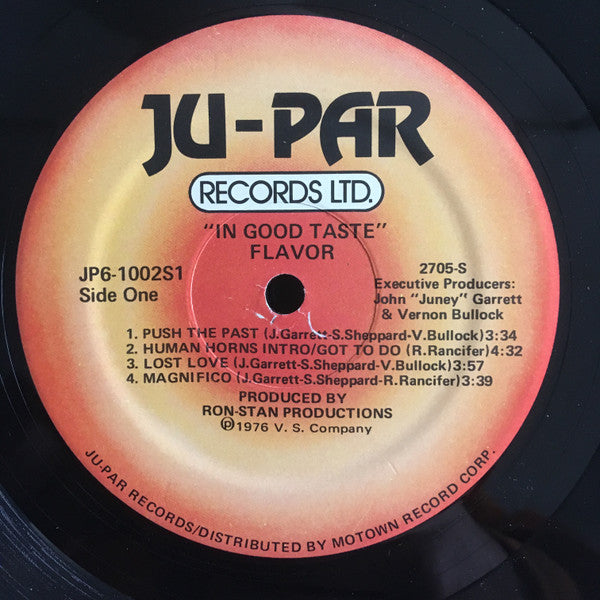 JU-PAR
RECORDS LTD.
"IN GOOD TASTE"
FLAVOR
JP6-1002S1
Side One
2705-S
Executive Producers:
John "Juney" Garrett
& Vernon Bullock
1. PUSH THE PAST (J.Garrett-S.Sheppard-V.Bullock)3:34
2. HUMAN HORNS INTRO/GOT TO DO (R.Rancifer)4:32
3. LOST LOVE (J.Garrett-S.Sheppard-V.Bullock)3:57
4. MAGNIFICO (J.Garrett-S.Sheppard-R.Rancifer)3:39
PRODUCED BY
RON-STAN PRODUCTIONS
℗1976 V. S. Company
JU-PAR RECORDS/DISTRIBUTED BY MOTOWN RECORD CORP.